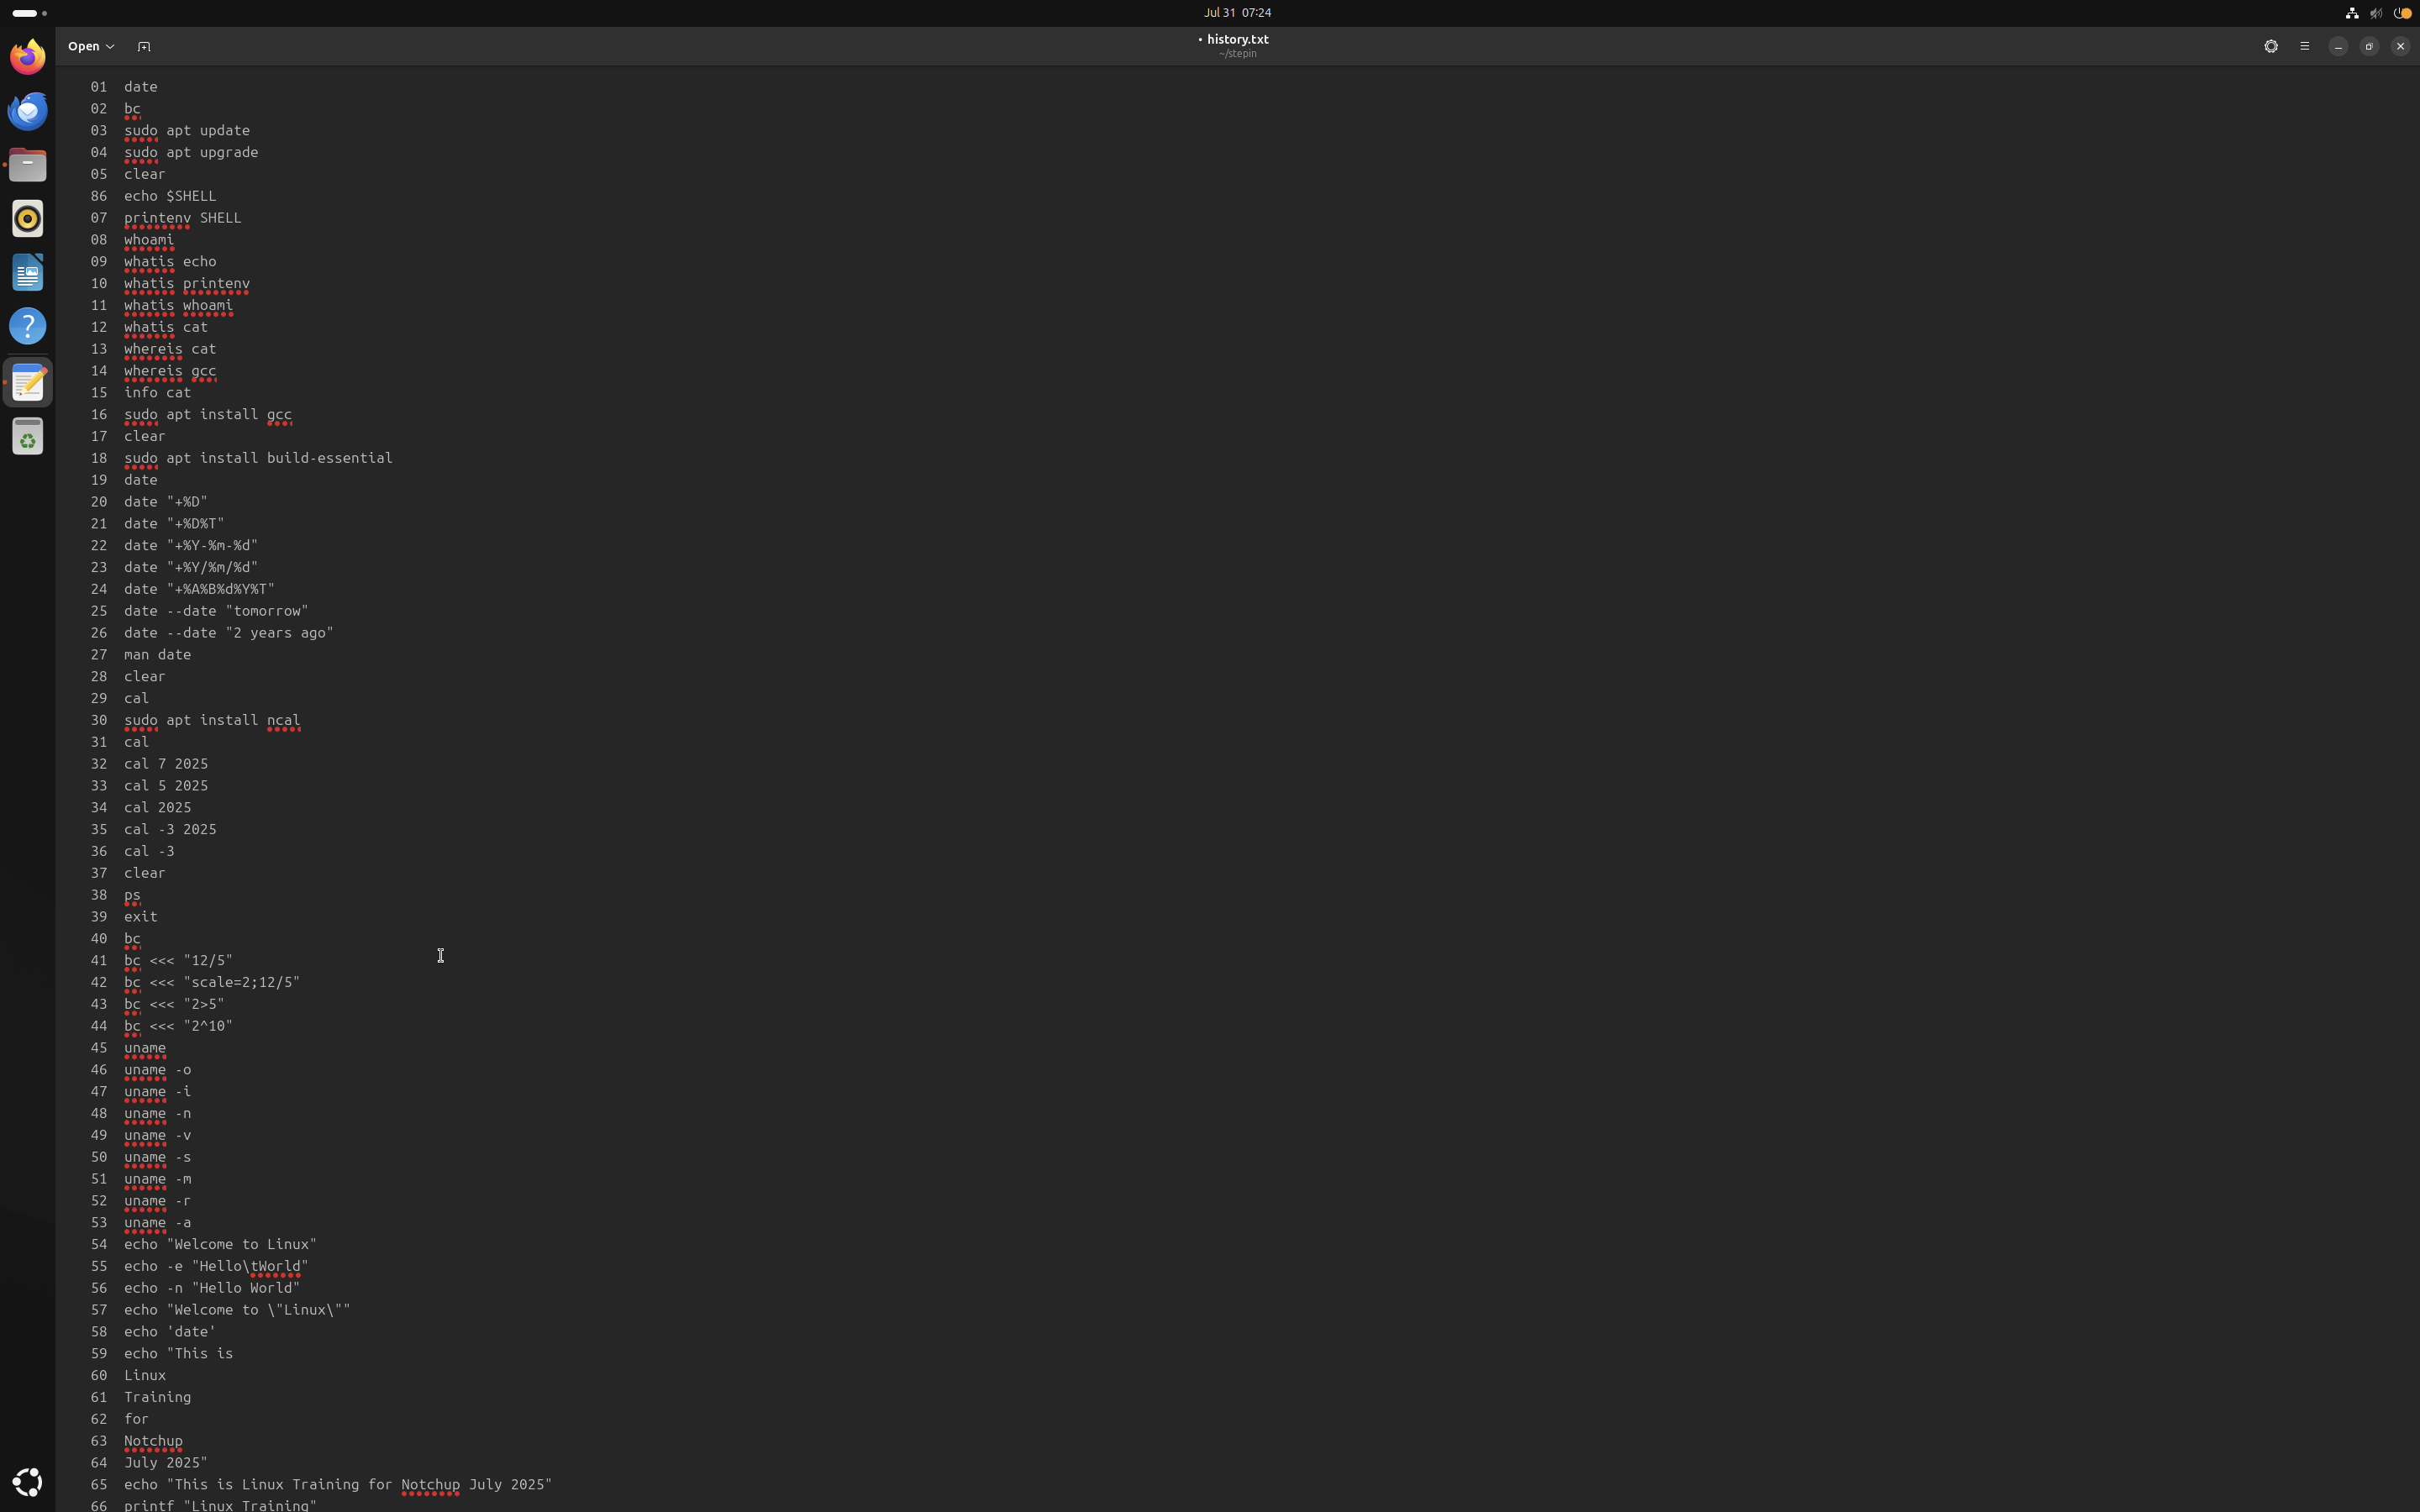 Jul 31 07:24
Open
• history.txt
~/stepin
01 date
02 bc
03 sudo apt update
04 sudo apt upgrade
05 clear
86 echo $SHELL
07 printenv SHELL
08 whoami
09 whatis echo
10 whatis printenv
11 whatis whoami
12 whatis cat
13 whereis cat
14 whereis gcc
15 info cat
16 sudo apt install gcc
17 clear
18 sudo apt install build-essential
19 date
20 date "+%D"
21 date "+%D%T"
22 date "+%Y-%m-%d"
23 date "+%Y/%m/%d"
24 date "+%A%B%d%Y%T"
25 date --date "tomorrow"
26 date --date "2 years ago"
27 man date
28 clear
29 cal
30 sudo apt install ncal
31 cal
32 cal 7 2025
33 cal 5 2025
34 cal 2025
35 cal -3 2025
36 cal -3
37 clear
38 ps
39 exit
40 bc
41 bc <<< "12/5"
42 bc <<< "scale=2;12/5"
43 bc <<< "2>5"
44 bc <<< "2^10"
45 uname
46 uname -o
47 uname -i
48 uname -n
49 uname -v
50 uname -s
51 uname -m
52 uname -r
53 uname -a
54 echo "Welcome to Linux"
55 echo -e "Hello\tWorld"
56 echo -n "Hello World"
57 echo "Welcome to \"Linux\""
58 echo 'date'
59 echo "This is
60 Linux
61 Training
62 for
63 Notchup
64 July 2025"
65 echo "This is Linux Training for Notchup July 2025"
66 printf "Linux Training"